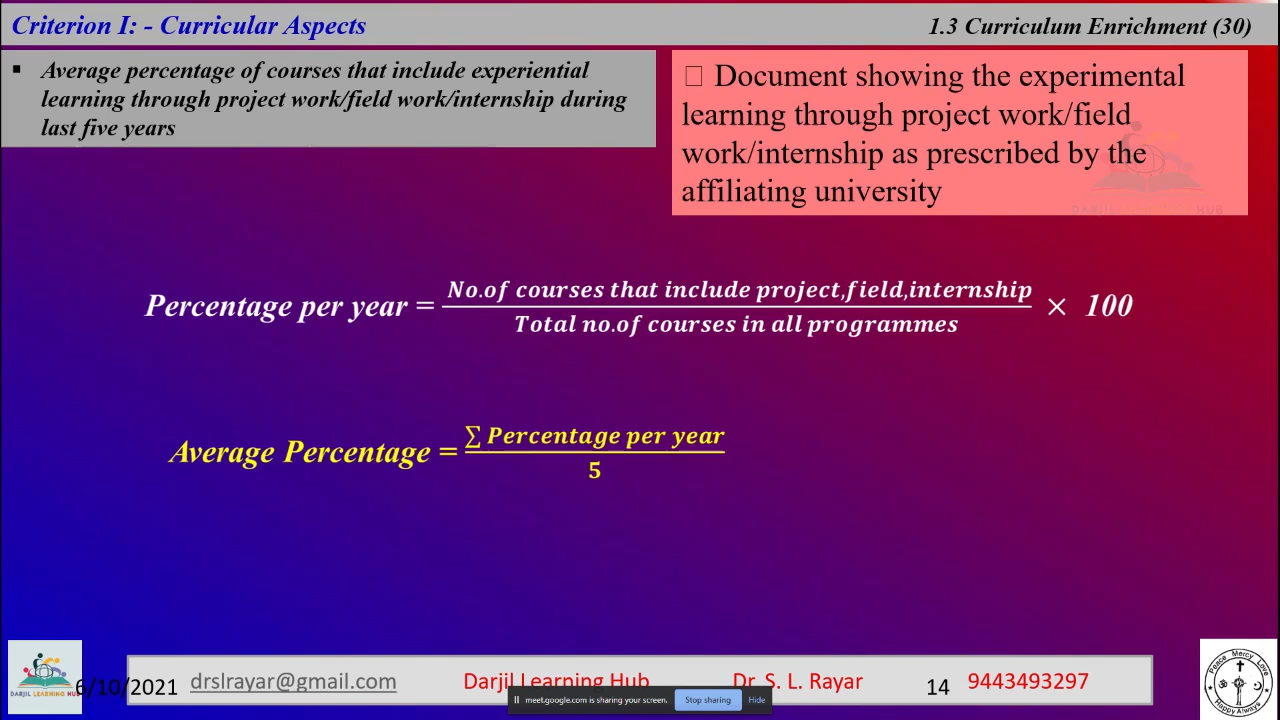 Criterion I: - Curricular Aspects
1.3 Curriculum Enrichment (30)
▪ Average percentage of courses that include experiential
learning through project work/field work/internship during
last five years
□ Document showing the experimental
learning through project work/field
work/internship as prescribed by the
affiliating university
DARJIL LEARNING HUB
Percentage per year = No.of courses that include project,field,internship / Total no.of courses in all programmes × 100
Average Percentage = ∑ Percentage per year / 5
DARJIL LEARNING HUB
6/10/2021
drslrayar@gmail.com
Darjil Learning Hub
Dr. S. L. Rayar
14
9443493297
meet.google.com is sharing your screen.
Stop sharing
Hide
Peace Mercy Love
Happy Always